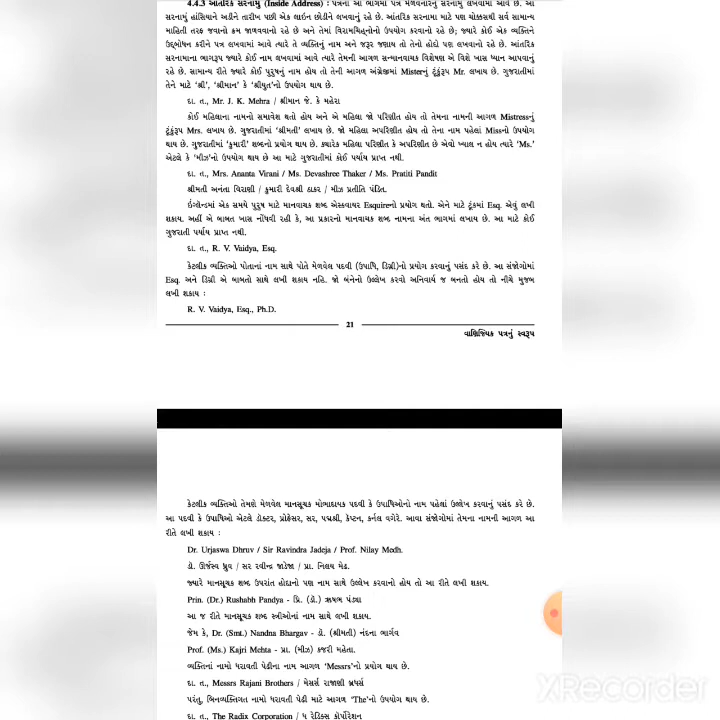 4.4.3 આંતરિક સરનામું (Inside Address) : પત્રના આ ભાગમાં પત્ર મેળવનારનું સરનામું લખવામાં આવે છે. આ
સરનામું હાંસિયાને અડીને તારીખ પછી એક લાઇન છોડીને લખવાનું રહે છે. આંતરિક સરનામા માટે પણ ચોક્કસથી સર્વ સામાન્ય
માહિતી તરફ જવાનો ક્રમ જાળવવાનો રહે છે અને તેમાં વિરામચિહ્નોનો ઉપયોગ કરવાનો રહે છે; જ્યારે કોઈ એક વ્યક્તિને
ઉદ્દબોધન કરીને પત્ર લખવામાં આવે ત્યારે તે વ્યક્તિનું નામ અને જરૂર જણાય તો તેનો હોદ્દો પણ લખવાનો રહે છે. આંતરિક
સરનામાના ભાગરૂપ જ્યારે કોઈ નામ લખવામાં આવે ત્યારે તેમની આગળ સન્માનવાચક વિશેષણ એ વિશે ખાસ ધ્યાન આપવાનું
રહે છે. સામાન્ય રીતે જ્યારે કોઈ પુરુષનું નામ હોય તો તેની આગળ અંગ્રેજીમાં Misterનું ટૂંકુંરૂપ Mr. લખાય છે. ગુજરાતીમાં
તેને માટે 'શ્રી', 'શ્રીમાન' કે 'શ્રીયુત'નો ઉપયોગ થાય છે.
દા. ત., Mr. J. K. Mehra / શ્રીમાન જે. કે મહેરા
કોઈ મહિલાના નામનો સમાવેશ થતો હોય અને એ મહિલા જો પરિણીત હોય તો તેમના નામની આગળ Mistressનું
ટૂંકુંરૂપ Mrs. લખાય છે. ગુજરાતીમાં 'શ્રીમતી' લખાય છે. જો મહિલા અપરિણીત હોય તો તેના નામ પહેલાં Missનો ઉપયોગ
થાય છે. ગુજરાતીમાં 'કુમારી' શબ્દનો પ્રયોગ થાય છે. ક્યારેક મહિલા પરિણીત કે અપરિણીત છે એવો ખ્યાલ ન હોય ત્યારે 'Ms.'
એટલે કે 'મીઝ'નો ઉપયોગ થાય છે આ માટે ગુજરાતીમાં કોઈ પર્યાય પ્રાપ્ત નથી.
દા. ત., Mrs. Ananta Virani / Ms. Devashree Thaker / Ms. Pratiti Pandit
શ્રીમતી અનંતા વિરાણી / કુમારી દેવશ્રી ઠાકર / મીઝ પ્રતીતિ પંડિત.
ઇંગ્લેન્ડમાં એક સમયે પુરુષ માટે માનવાચક શબ્દ એસ્કવાયર Esquireનો પ્રયોગ થતો. એને માટે ટૂંકમાં Esq. એવું લખી
શકાય. અહીં એ બાબત ખાસ નોંધવી રહી કે, આ પ્રકારનો માનવાચક શબ્દ નામના અંત ભાગમાં લખાય છે. આ માટે કોઈ
ગુજરાતી પર્યાય પ્રાપ્ત નથી.
દા. ત., R. V. Vaidya, Esq.
કેટલીક વ્યક્તિઓ પોતાનાં નામ સાથે પોતે મેળવેલ પદવી (ઉપાધિ, ડિગ્રી)નો પ્રયોગ કરવાનું પસંદ કરે છે. આ સંજોગોમાં
Esq. અને ડિગ્રી એ બાબતો સાથે લખી શકાય નહિ. જો બંનેનો ઉલ્લેખ કરવો અનિવાર્ય જ બનતો હોય તો નીચે મુજબ
લખી શકાય :
R. V. Vaidya, Esq., Ph.D.
21
વાણિજ્યિક પત્રનું સ્વરૂપ
કેટલીક વ્યક્તિઓ તેમણે મેળવેલ માનસૂચક મોભાદાયક પદવી કે ઉપાધિઓનો નામ પહેલાં ઉલ્લેખ કરવાનું પસંદ કરે છે.
આ પદવી કે ઉપાધિઓ એટલે ડોક્ટર, પ્રોફેસર, સર, પદ્મશ્રી, કૅપ્ટન, કર્નલ વગેરે. આવા સંજોગોમાં તેમના નામની આગળ આ
રીતે લખી શકાય :
Dr. Urjaswa Dhruv / Sir Ravindra Jadeja / Prof. Nilay Medh.
ડૉ. ઊર્જસ્વ ધ્રુવ / સર રવીન્દ્ર જાડેજા / પ્રા. નિલય મેઢ.
જ્યારે માનસૂચક શબ્દ ઉપરાંત હોદ્દાનો પણ નામ સાથે ઉલ્લેખ કરવાનો હોય તો આ રીતે લખી શકાય.
Prin. (Dr.) Rushabh Pandya - પ્રિ. (ડૉ.) ઋષભ પંડ્યા
આ જ રીતે માનસૂચક શબ્દ સ્ત્રીઓનાં નામ સાથે લખી શકાય.
જેમ કે, Dr. (Smt.) Nandna Bhargav - ડૉ. (શ્રીમતી) નંદના ભાર્ગવ
Prof. (Ms.) Kajri Mehta - પ્રા. (મીઝ) કજરી મહેતા.
વ્યક્તિનાં નામો ધરાવતી પેઢીના નામ આગળ 'Messrs'નો પ્રયોગ થાય છે.
દા. ત., Messrs Rajani Brothers / મેસર્સ રાજાણી બ્રધર્સ
પરંતુ, બિનવ્યક્તિગત નામો ધરાવતી પેઢી માટે આગળ 'The'નો ઉપયોગ થાય છે.
દા. ત., The Radix Corporation / ધ રેડિક્સ કૉર્પોરેશન
XRecorder